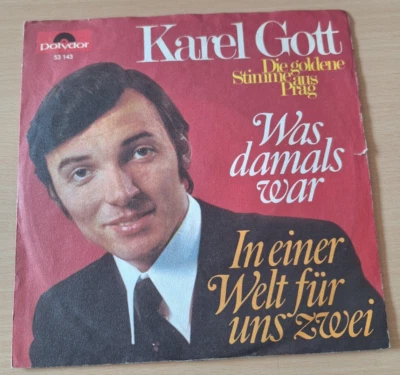 Polydor
53 143
Karel Gott
Die goldene
Stimme aus
Prag
Was
damals
war
In einer
Welt für
uns zwei